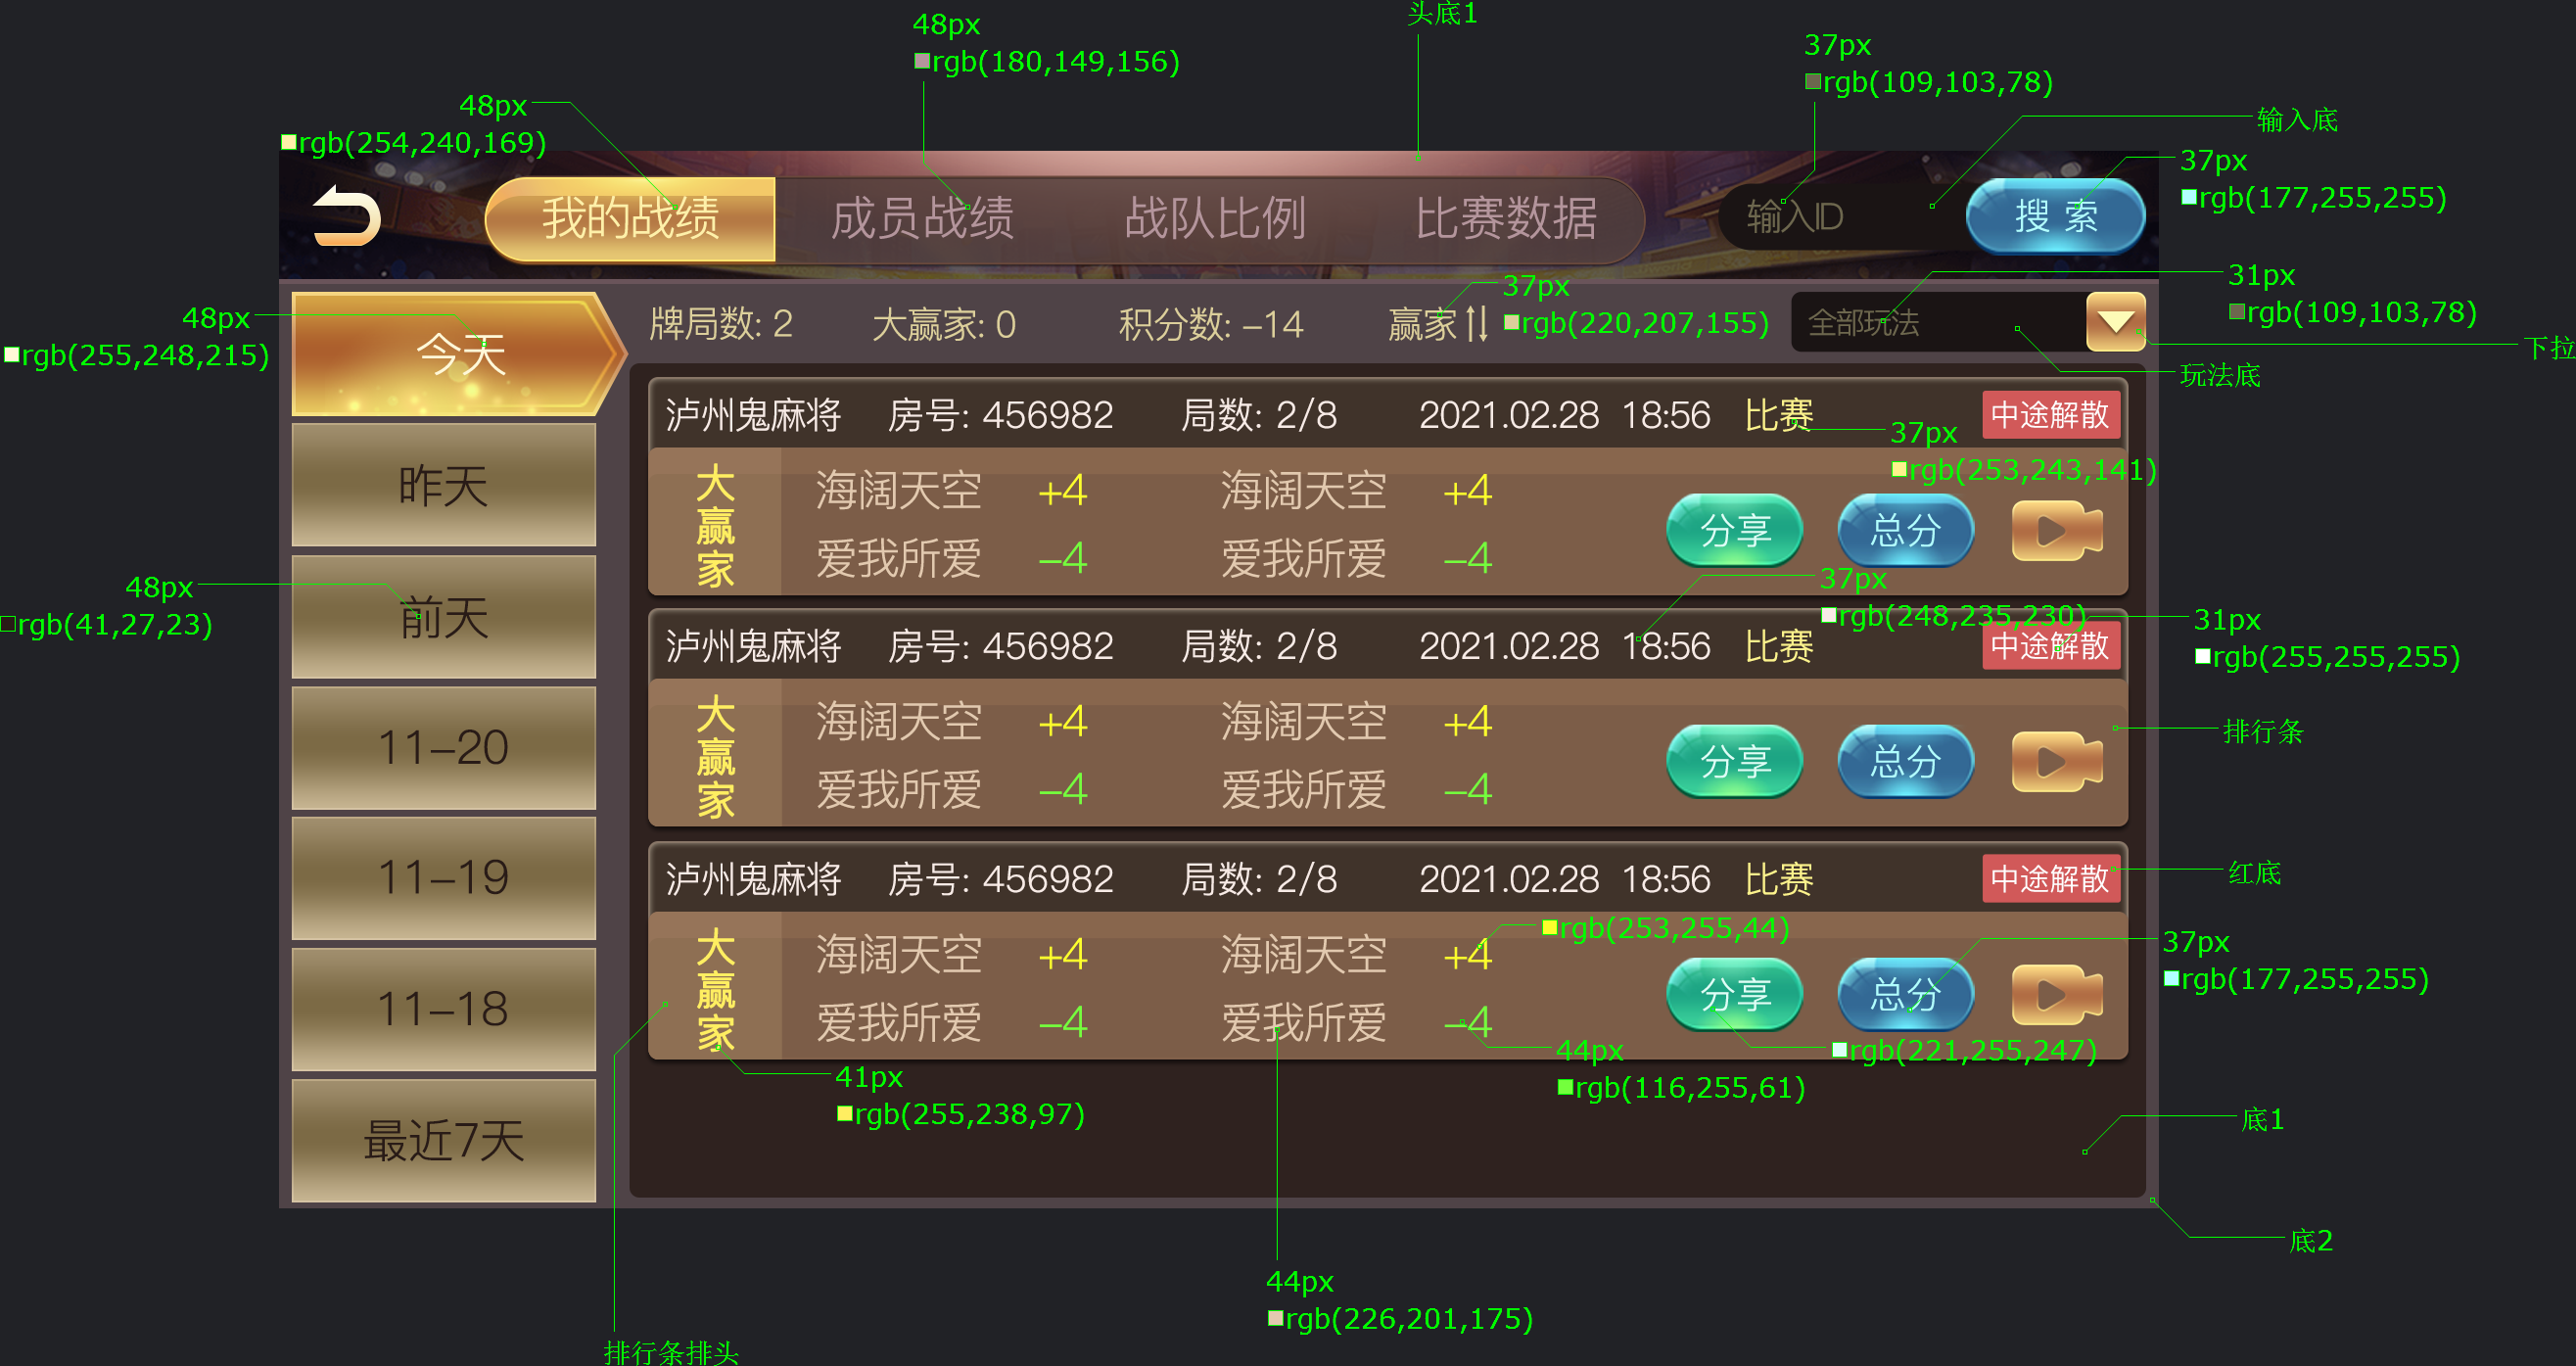 头底1
48px
rgb(180,149,156)
37px
rgb(109,103,78)
48px
rgb(254,240,169)
输入底
37px
rgb(177,255,255)
我的战绩
成员战绩
战队比例
比赛数据
输入ID
搜 索
31px
rgb(109,103,78)
37px
rgb(220,207,155)
48px
rgb(255,248,215)
今天
牌局数: 2
大赢家: 0
积分数: -14
赢家
全部玩法
下拉
玩法底
泸州鬼麻将 房号: 456982 局数: 2/8 2021.02.28 18:56 比赛 中途解散
37px
rgb(253,243,141)
昨天
大赢家
海阔天空 +4 海阔天空 +4
爱我所爱 -4 爱我所爱 -4
分享
总分
37px
rgb(248,235,230)
48px
rgb(41,27,23)
前天
泸州鬼麻将 房号: 456982 局数: 2/8 2021.02.28 18:56 比赛 中途解散
31px
rgb(255,255,255)
11-20
大赢家
海阔天空 +4 海阔天空 +4
爱我所爱 -4 爱我所爱 -4
分享
总分
排行条
11-19
泸州鬼麻将 房号: 456982 局数: 2/8 2021.02.28 18:56 比赛 中途解散
红底
rgb(253,255,44)
37px
rgb(177,255,255)
11-18
大赢家
海阔天空 +4 海阔天空 +4
爱我所爱 -4 爱我所爱 -4
分享
总分
44px
rgb(116,255,61)
rgb(221,255,247)
41px
rgb(255,238,97)
最近7天
底1
底2
44px
rgb(226,201,175)
排行条排头